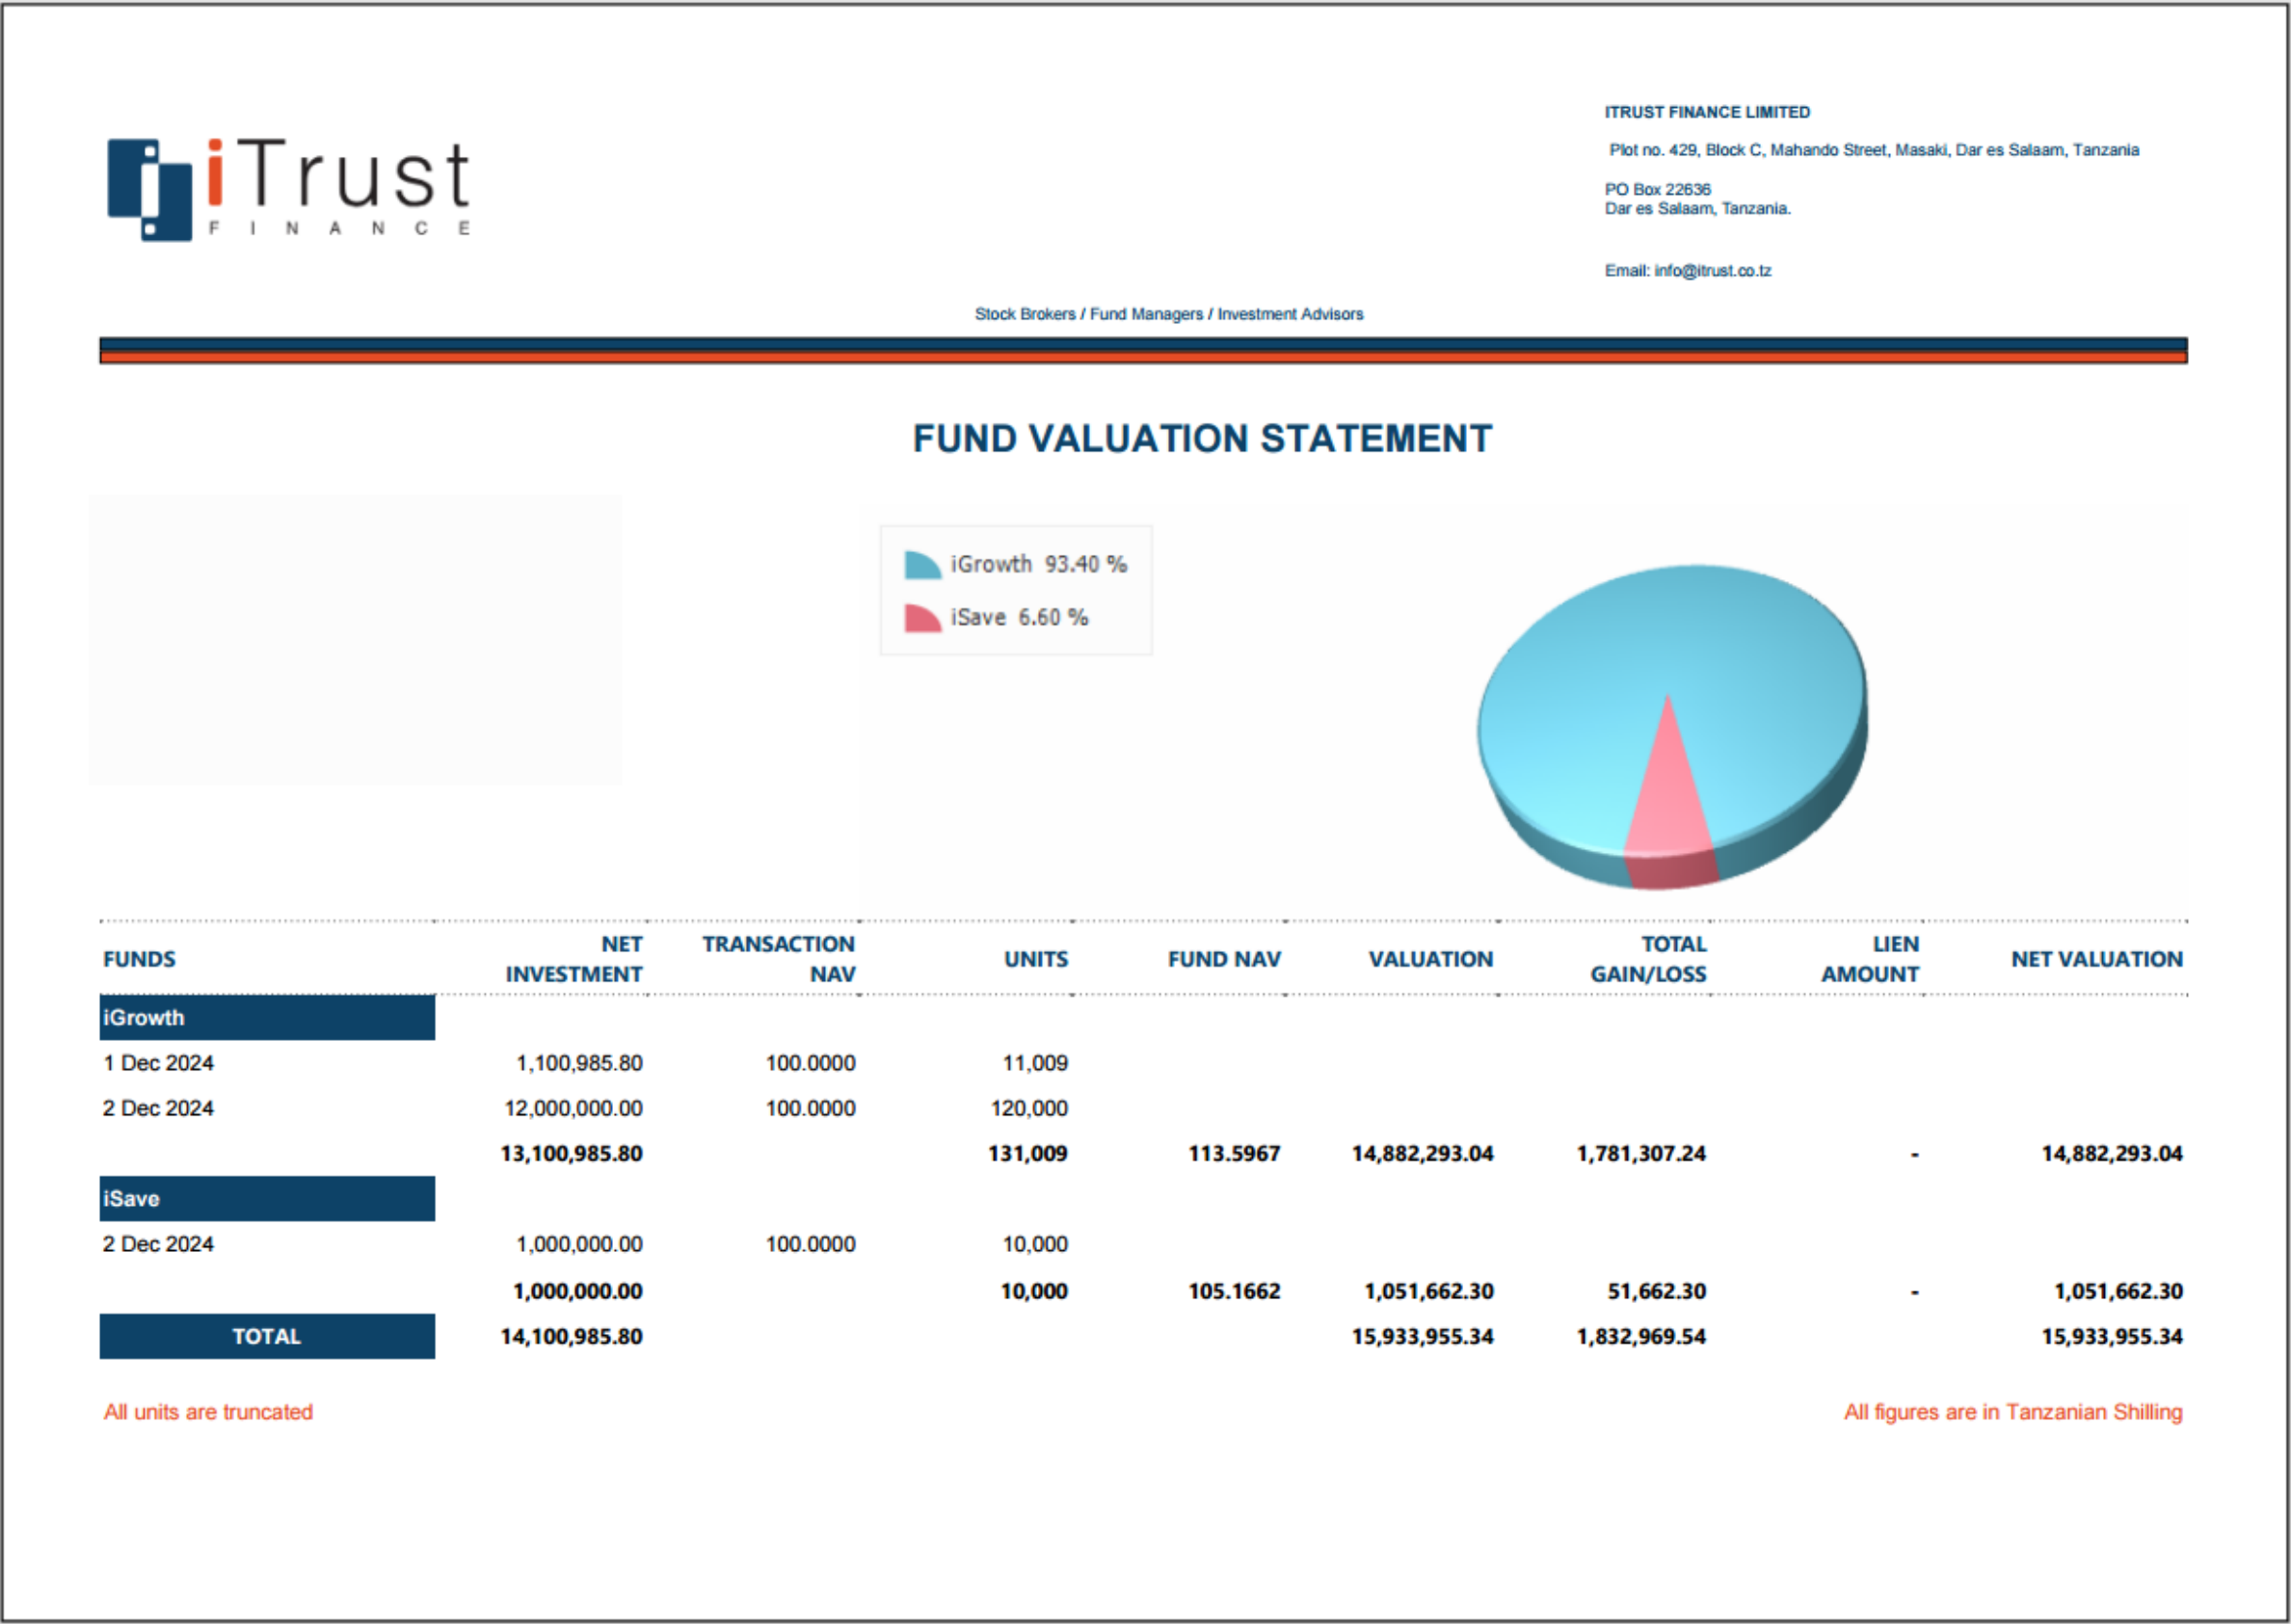 iTrust
FINANCE
ITRUST FINANCE LIMITED
Plot no. 429, Block C, Mahando Street, Masaki, Dar es Salaam, Tanzania
PO Box 22636
Dar es Salaam, Tanzania.
Email: info@itrust.co.tz
Stock Brokers / Fund Managers / Investment Advisors
FUND VALUATION STATEMENT
iGrowth 93.40 %
iSave 6.60 %
FUNDS NET INVESTMENT TRANSACTION NAV UNITS FUND NAV VALUATION TOTAL GAIN/LOSS LIEN AMOUNT NET VALUATION
iGrowth
1 Dec 2024 1,100,985.80 100.0000 11,009
2 Dec 2024 12,000,000.00 100.0000 120,000
13,100,985.80 131,009 113.5967 14,882,293.04 1,781,307.24 - 14,882,293.04
iSave
2 Dec 2024 1,000,000.00 100.0000 10,000
1,000,000.00 10,000 105.1662 1,051,662.30 51,662.30 - 1,051,662.30
TOTAL 14,100,985.80 15,933,955.34 1,832,969.54 15,933,955.34
All units are truncated All figures are in Tanzanian Shilling